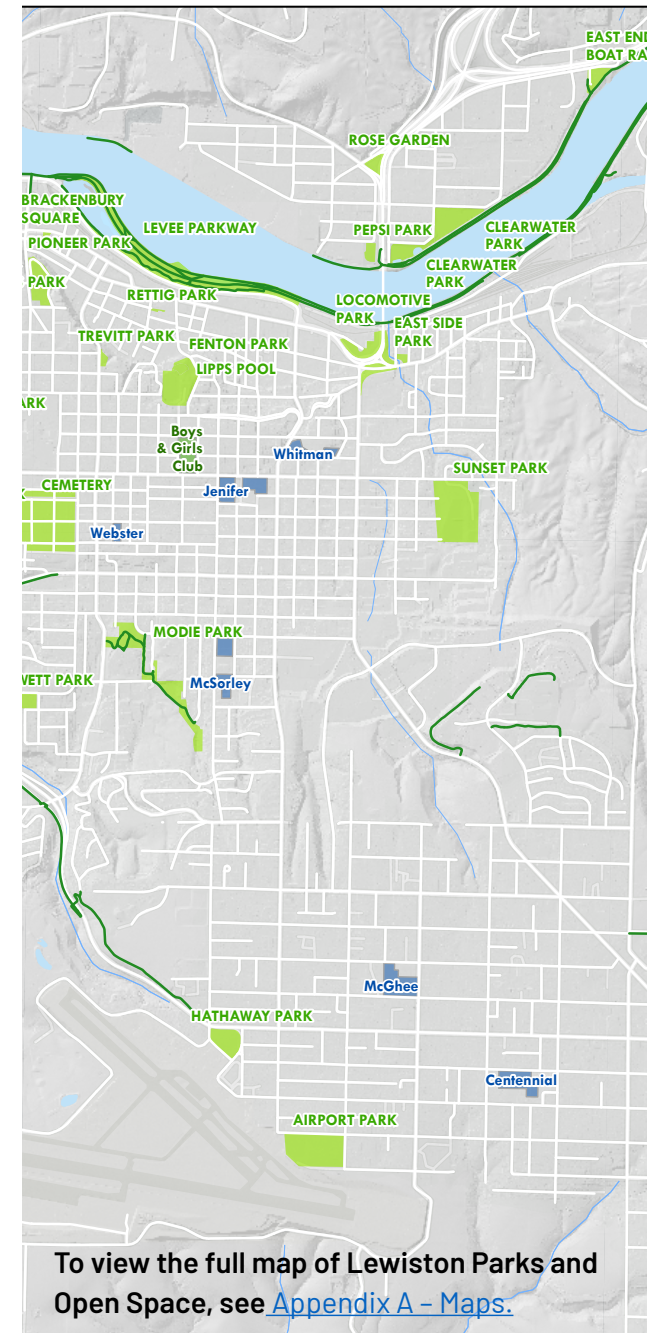 EAST END
BOAT RA
ROSE GARDEN
BRACKENBURY
SQUARE
LEVEE PARKWAY
PEPSI PARK
CLEARWATER
PARK
PIONEER PARK
CLEARWATER
PARK
PARK
RETTIG PARK
LOCOMOTIVE
PARK
EAST SIDE
PARK
TREVITT PARK
FENTON PARK
LIPPS POOL
ARK
Boys
& Girls
Club
Whitman
SUNSET PARK
CEMETERY
Jenifer
Webster
MODIE PARK
WETT PARK
McSorley
McGhee
HATHAWAY PARK
Centennial
AIRPORT PARK
To view the full map of Lewiston Parks and
Open Space, see Appendix A – Maps.